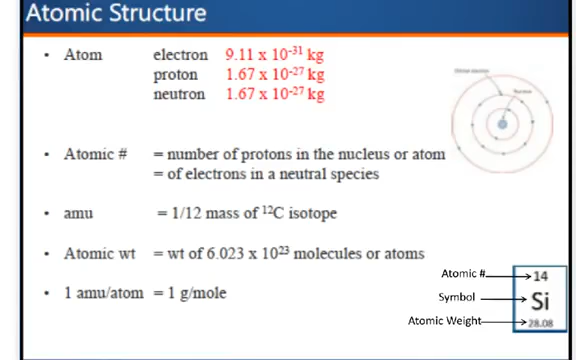 Atomic Structure
• Atom electron 9.11 x 10⁻³¹ kg
proton 1.67 x 10⁻²⁷ kg
neutron 1.67 x 10⁻²⁷ kg
• Atomic # = number of protons in the nucleus or atom
= of electrons in a neutral species
• amu = 1/12 mass of ¹²C isotope
• Atomic wt = wt of 6.023 x 10²³ molecules or atoms
• 1 amu/atom = 1 g/mole
Orbital electrons
Nucleus
Atomic # 14
Symbol Si
Atomic Weight 28.08